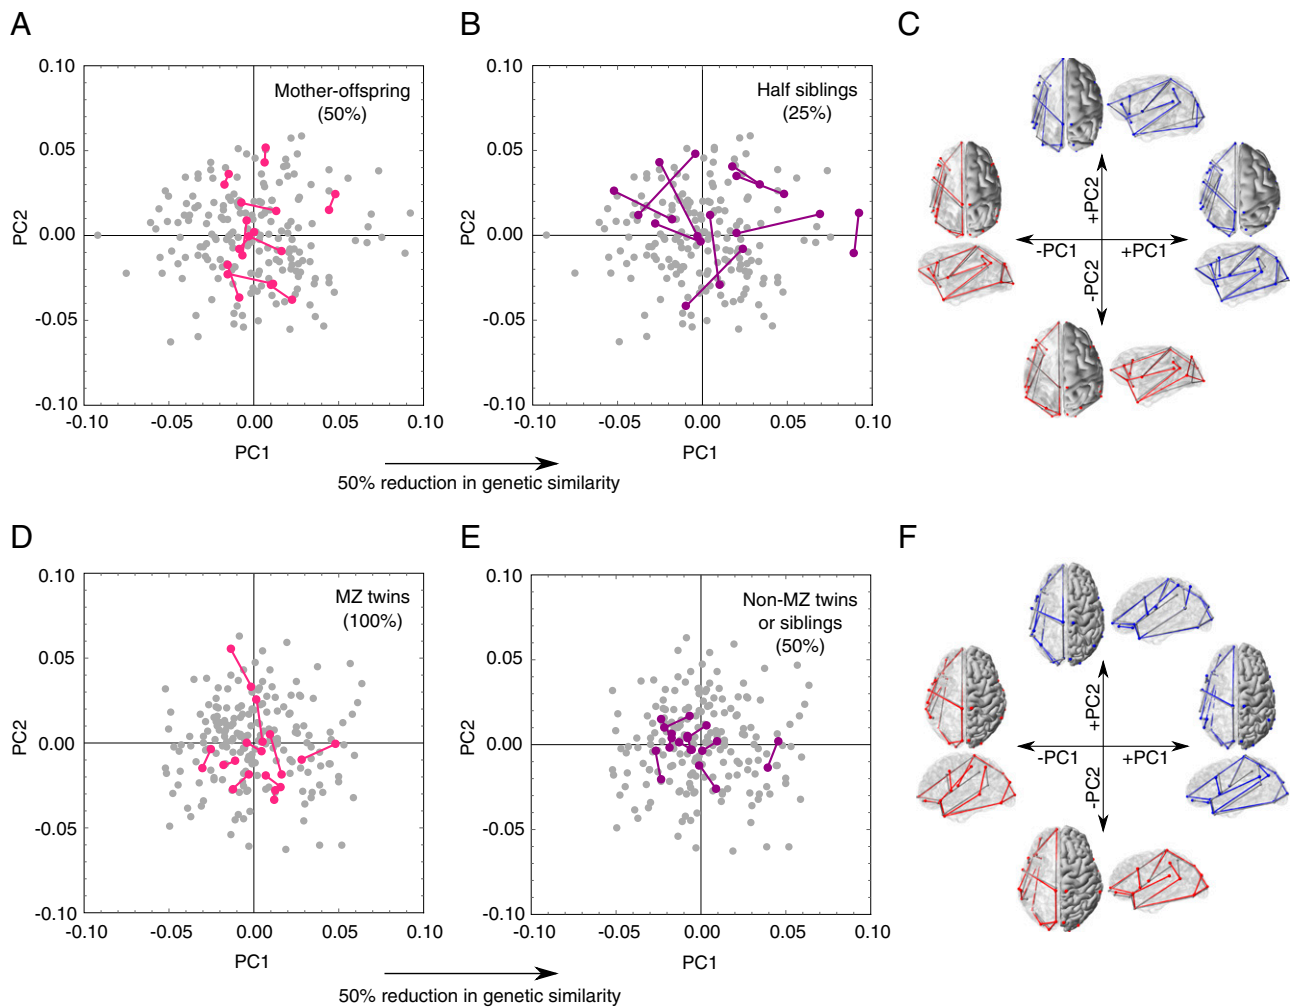 A
B
C
0.10
0.05
0.00
-0.05
-0.10
PC2
Mother-offspring
(50%)
-0.10 -0.05 0.00 0.05 0.10
PC1
0.10
0.05
0.00
-0.05
-0.10
PC2
Half siblings
(25%)
-0.10 -0.05 0.00 0.05 0.10
PC1
+PC2
-PC1
+PC1
-PC2
50% reduction in genetic similarity
D
E
F
0.10
0.05
0.00
-0.05
-0.10
PC2
MZ twins
(100%)
-0.10 -0.05 0.00 0.05 0.10
PC1
0.10
0.05
0.00
-0.05
-0.10
PC2
Non-MZ twins
or siblings
(50%)
-0.10 -0.05 0.00 0.05 0.10
PC1
+PC2
-PC1
+PC1
-PC2
50% reduction in genetic similarity